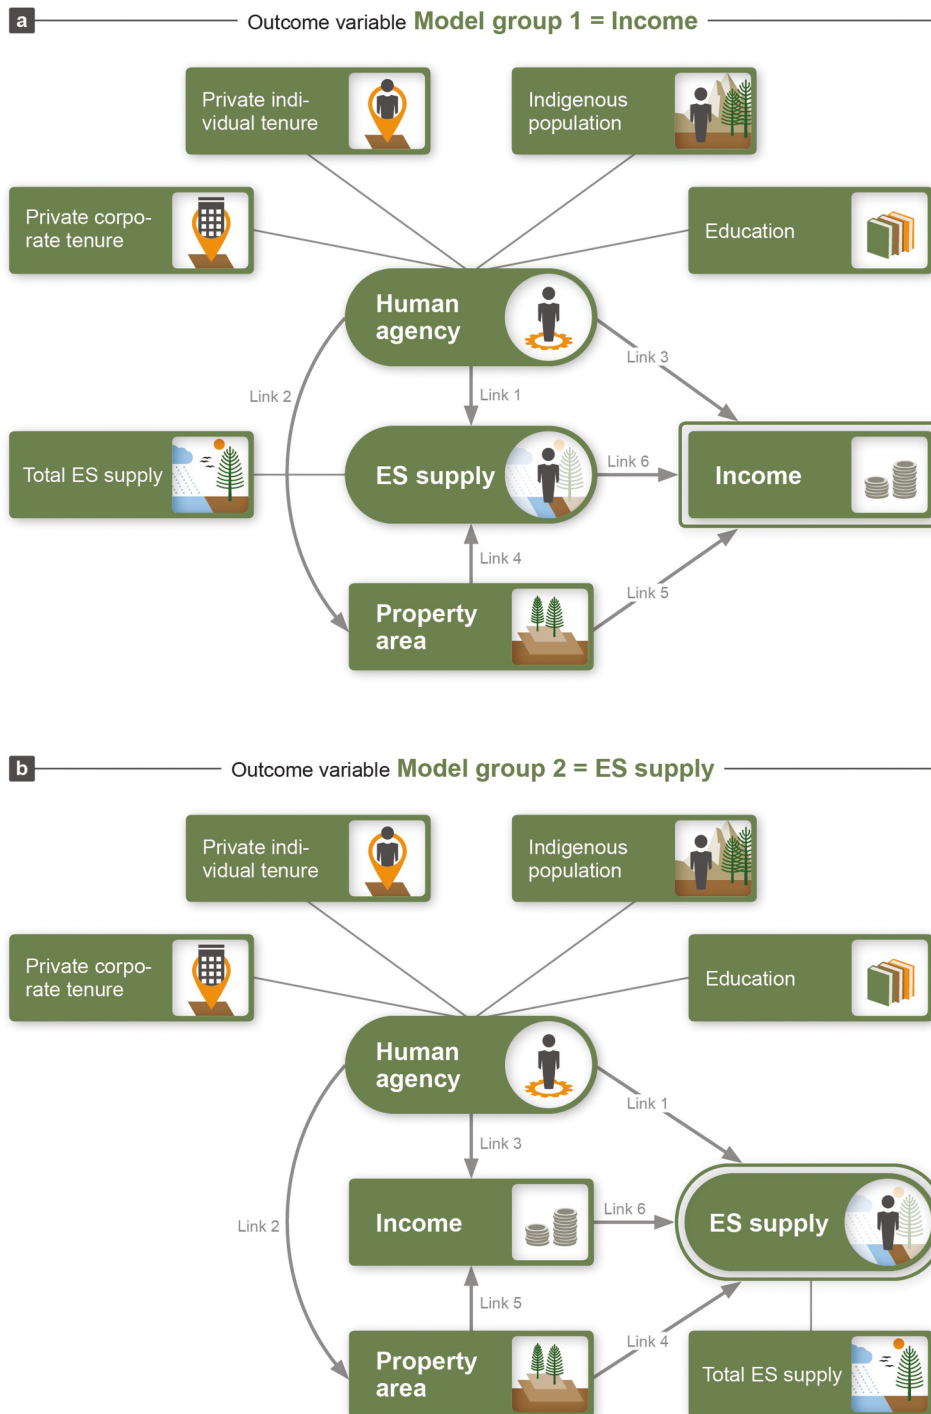 a
Outcome variable Model group 1 = Income
Private indi-
vidual tenure
Indigenous
population
Private corpo-
rate tenure
Education
Human
agency
Link 3
Link 2
Link 1
Total ES supply
ES supply
Link 6
Income
Link 4
Link 5
Property
area
b
Outcome variable Model group 2 = ES supply
Private indi-
vidual tenure
Indigenous
population
Private corpo-
rate tenure
Education
Human
agency
Link 1
Link 3
Link 2
Income
Link 6
ES supply
Link 5
Link 4
Property
area
Total ES supply